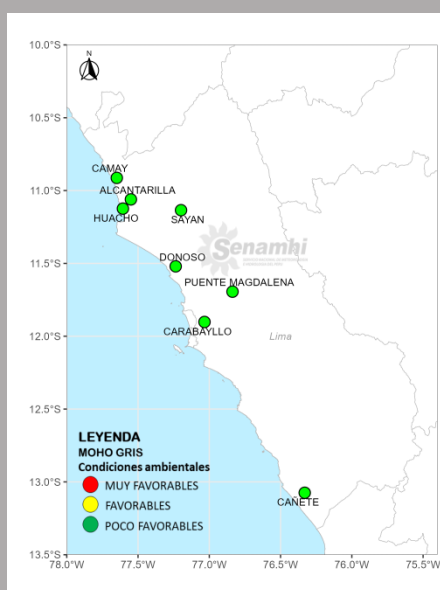 10.0°S
N
10.5°S
CAMAY
11.0°S
ALCANTARILLA
HUACHO
SAYAN
11.5°S
DONOSO
Senamhi
PUENTE MAGDALENA
12.0°S
CARABAYLLO
Lima
12.5°S
LEYENDA
MOHO GRIS
Condiciones ambientales
MUY FAVORABLES
FAVORABLES
POCO FAVORABLES
13.0°S
CAÑETE
13.5°S
78.0°W 77.5°W 77.0°W 76.5°W 76.0°W 75.5°W